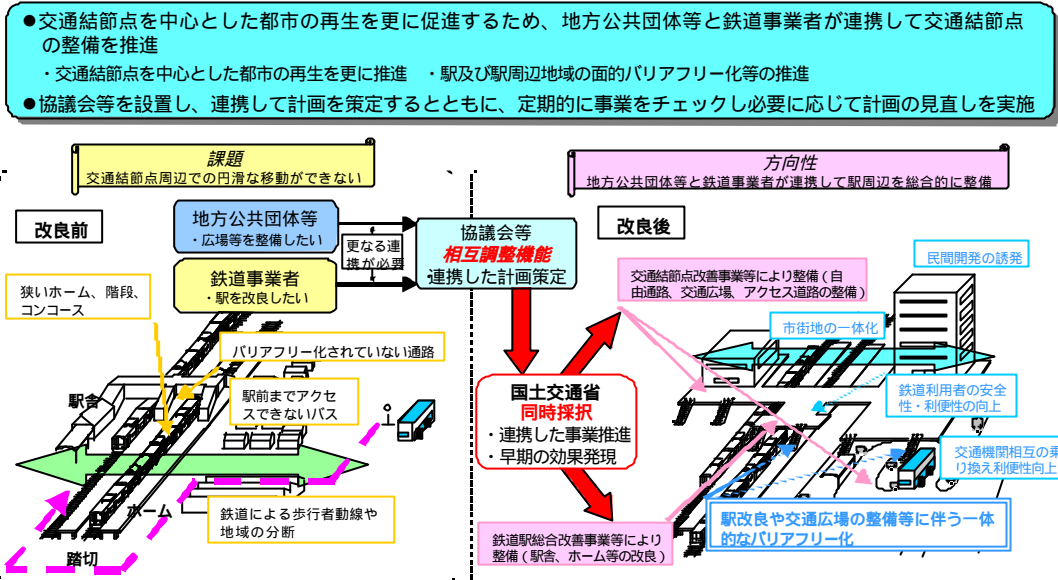 ●交通結節点を中心とした都市の再生を更に促進するため、地方公共団体等と鉄道事業者が連携して交通結節点
の整備を推進
・交通結節点を中心とした都市の再生を更に推進　・駅及び駅周辺地域の面的バリアフリー化等の推進
●協議会等を設置し、連携して計画を策定するとともに、定期的に事業をチェックし必要に応じて計画の見直しを実施
課題
交通結節点周辺での円滑な移動ができない
方向性
地方公共団体等と鉄道事業者が連携して駅周辺を総合的に整備
改良前
地方公共団体等
・広場等を整備したい
更なる連
携が必要
鉄道事業者
・駅を改良したい
協議会等
相互調整機能
・連携した計画策定
狭いホーム、階段、
コンコース
バリアフリー化されていない通路
駅前までアクセ
スできないバス
駅舎
ホーム
鉄道による歩行者動線や
地域の分断
踏切
国土交通省
同時採択
・連携した事業推進
・早期の効果発現
改良後
交通結節点改善事業等により整備（自
由通路、交通広場、アクセス道路の整備）
民間開発の誘発
市街地の一体化
鉄道利用者の安全
性・利便性の向上
交通機関相互の乗
り換え利便性向上
駅改良や交通広場の整備等に伴う一体
的なバリアフリー化
鉄道駅総合改善事業等により
整備（駅舎、ホーム等の改良）